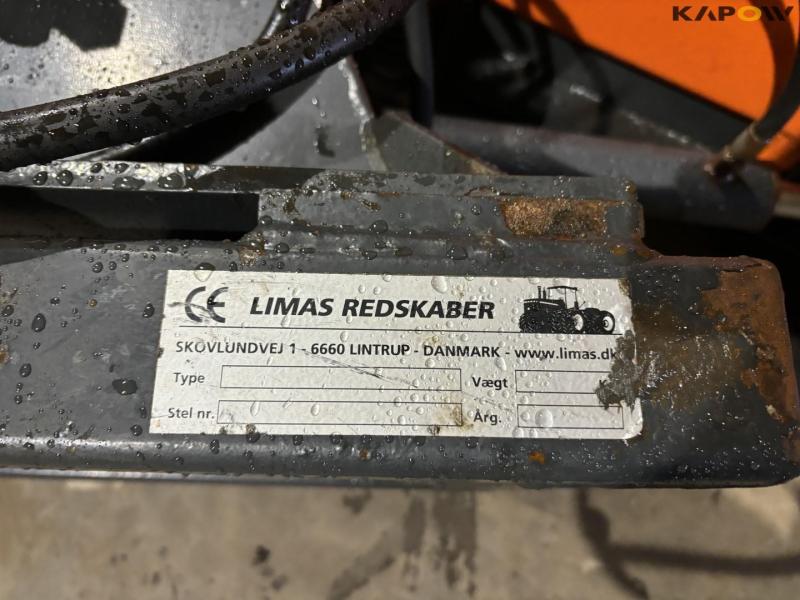 KAPOW
CE LIMAS REDSKABER
SKOVLUNDVEJ 1 - 6660 LINTRUP - DANMARK - www.limas.dk
Type Vægt
Stel nr. Årg.